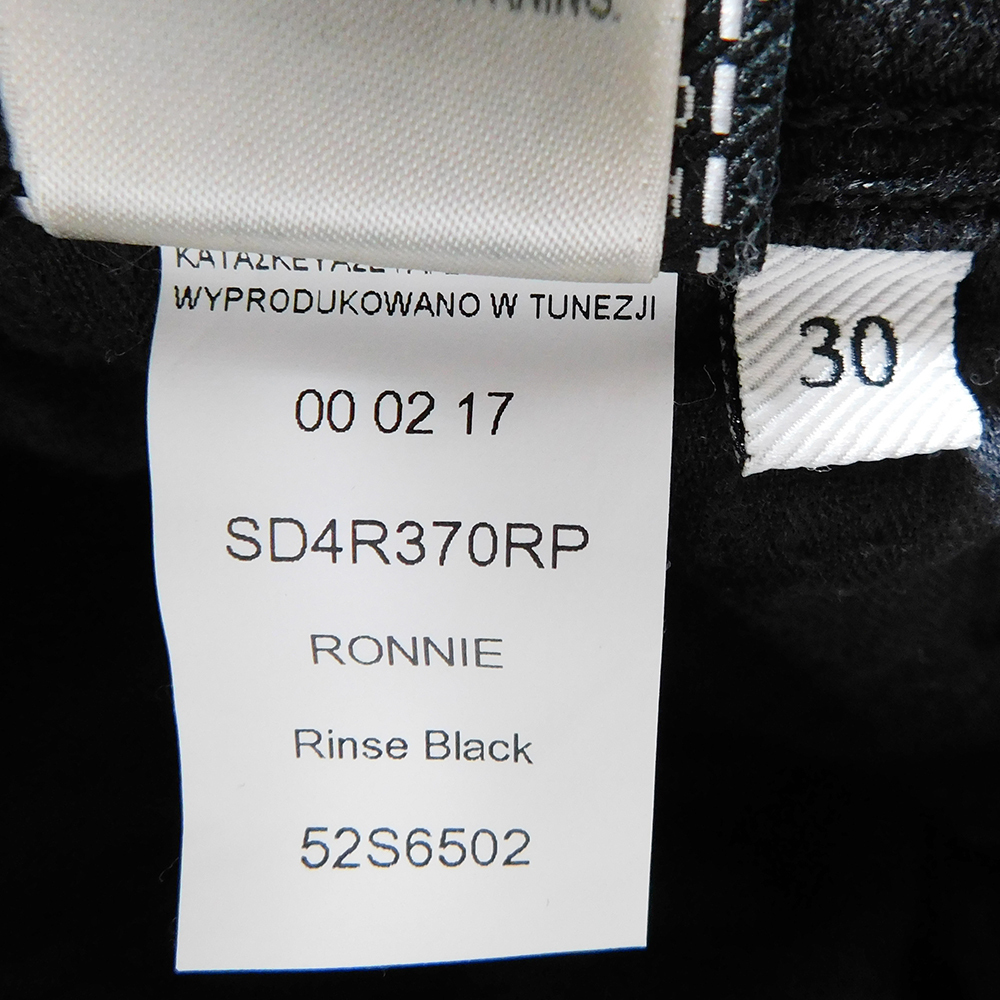 WYPRODUKOWANO W TUNEZJI
30
00 02 17
SD4R370RP
RONNIE
Rinse Black
52S6502